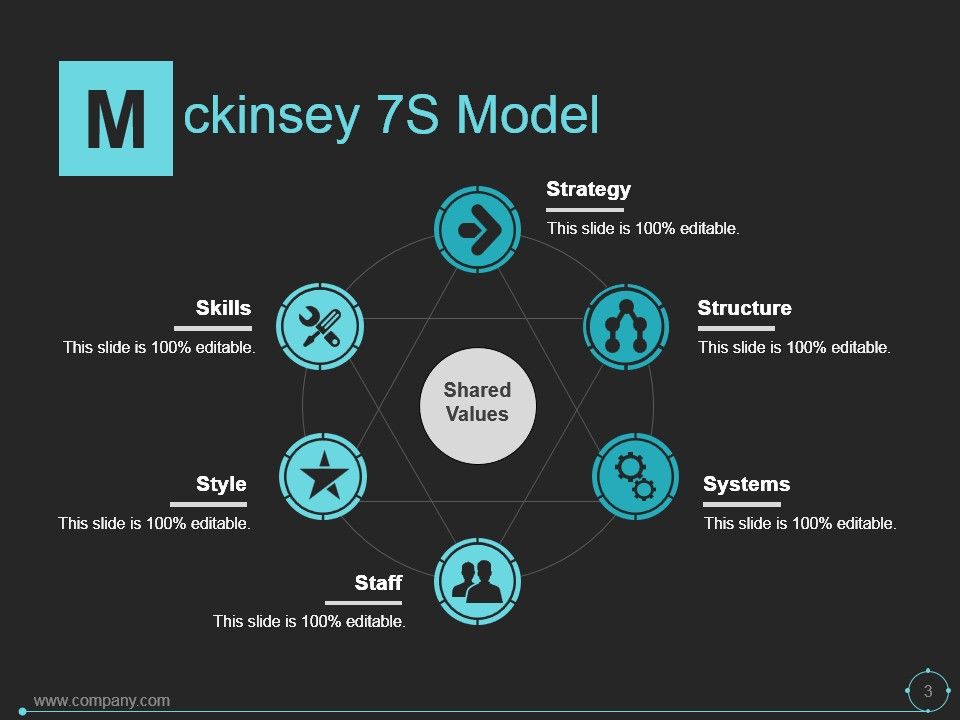 Mckinsey 7S Model
Strategy
This slide is 100% editable.
Skills
This slide is 100% editable.
Structure
This slide is 100% editable.
Shared
Values
Style
This slide is 100% editable.
Systems
This slide is 100% editable.
Staff
This slide is 100% editable.
www.company.com
3